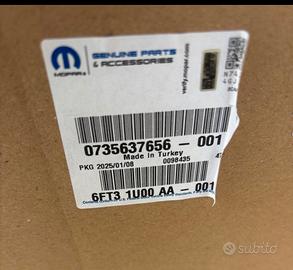 MOPAR
GENUINE PARTS
& ACCESSORIES
verify.mopar.com
0735637656 - 001
Made in Turkey
PKG 2025/01/08 0098435
6FT3 1U00 AA - 001
subito